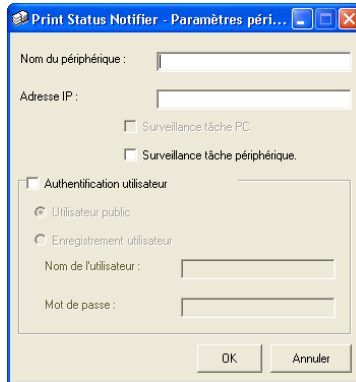 Print Status Notifier - Paramètres péri...
Nom du périphérique :
Adresse IP :
Surveillance tâche PC.
Surveillance tâche périphérique.
Authentification utilisateur
Utilisateur public
Enregistrement utilisateur
Nom de l'utilisateur :
Mot de passe :
OK
Annuler